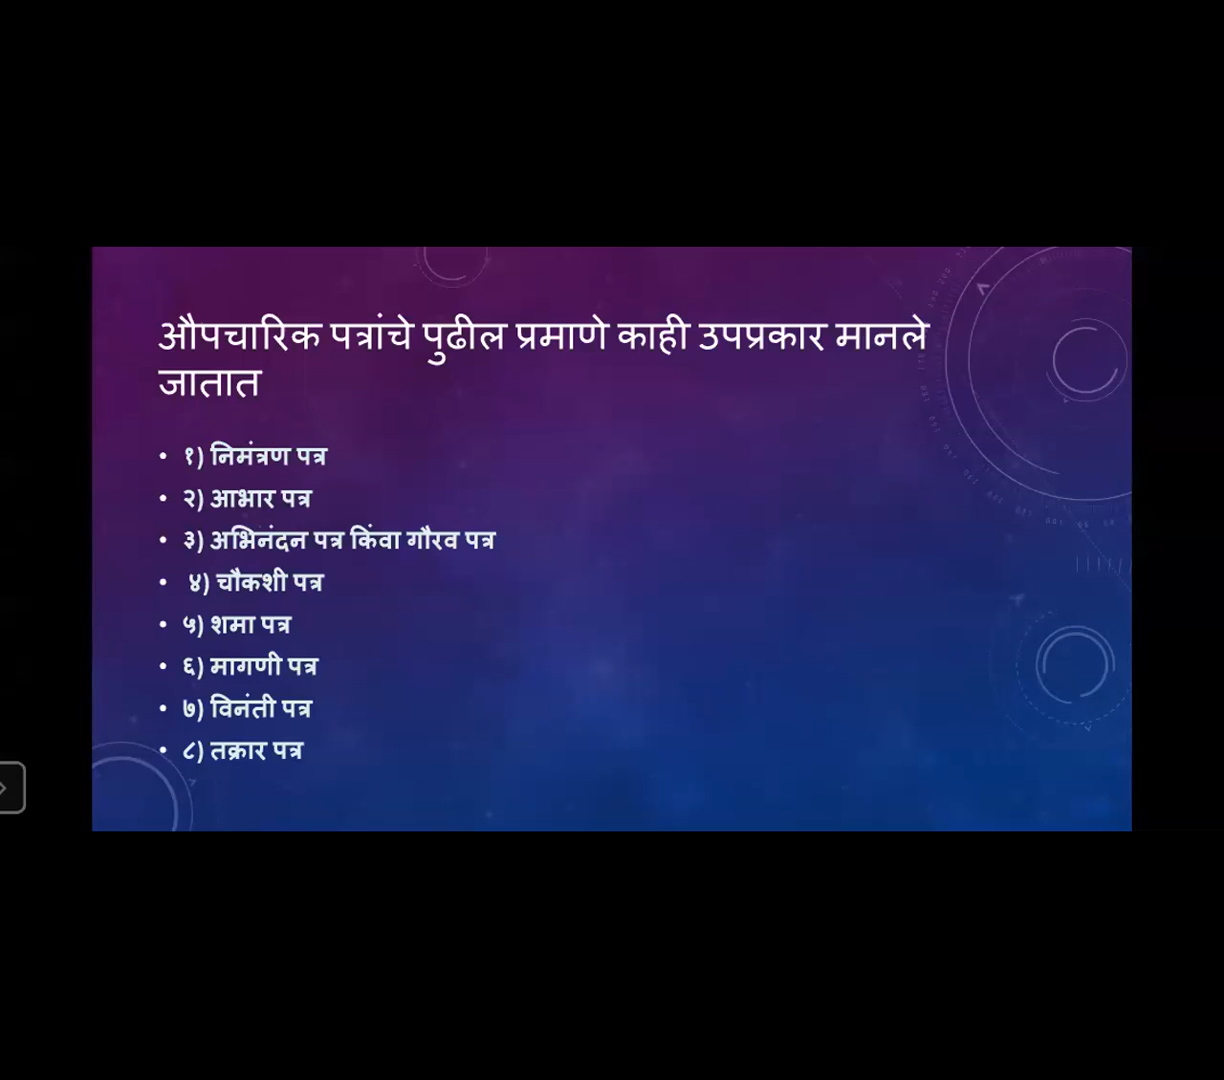 औपचारिक पत्रांचे पुढील प्रमाणे काही उपप्रकार मानले
जातात
• १) निमंत्रण पत्र
• २) आभार पत्र
• ३) अभिनंदन पत्र किंवा गौरव पत्र
• ४) चौकशी पत्र
• ५) शमा पत्र
• ६) मागणी पत्र
• ७) विनंती पत्र
• ८) तक्रार पत्र